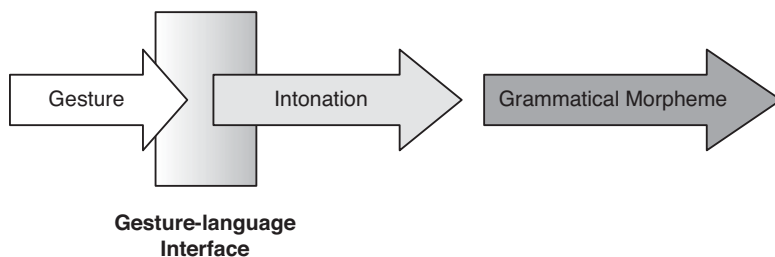 Gesture
Intonation
Grammatical Morpheme
Gesture-language
Interface